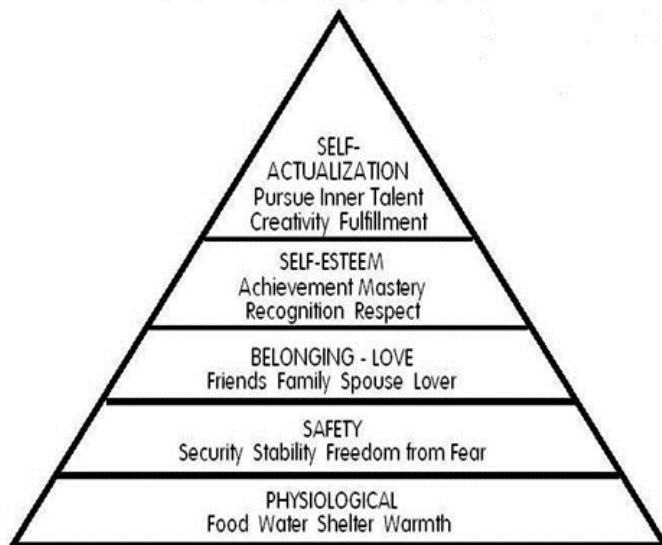 SELF-
ACTUALIZATION
Pursue Inner Talent
Creativity Fulfillment
SELF-ESTEEM
Achievement Mastery
Recognition Respect
BELONGING - LOVE
Friends Family Spouse Lover
SAFETY
Security Stability Freedom from Fear
PHYSIOLOGICAL
Food Water Shelter Warmth